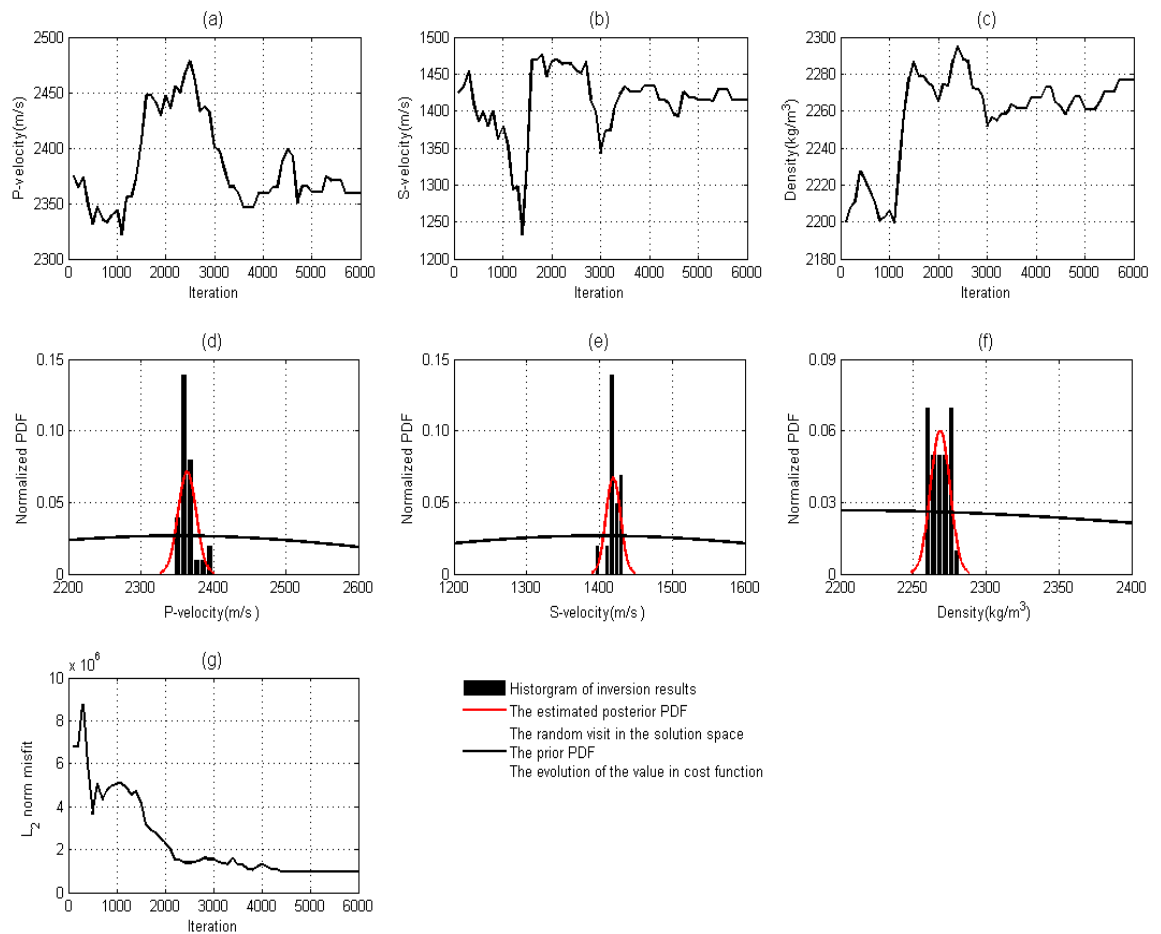 (a)
2500
2450
2400
2350
2300
P-velocity(m/s)
0 1000 2000 3000 4000 5000 6000
Iteration
(b)
1500
1450
1400
1350
1300
1250
1200
S-velocity(m/s)
0 1000 2000 3000 4000 5000 6000
Iteration
(c)
2300
2280
2260
2240
2220
2200
2180
Density(kg/m³)
0 1000 2000 3000 4000 5000 6000
Iteration
(d)
0.15
0.10
0.05
0
Normalized PDF
2200 2300 2400 2500 2600
P-velocity(m/s)
(e)
0.15
0.10
0.05
0
Normalized PDF
1200 1300 1400 1500 1600
S-velocity(m/s)
(f)
0.09
0.06
0.03
0
Normalized PDF
2200 2300 2400
Density(kg/m³)
(g)
x 10⁶
10
8
6
4
2
0
L₂ norm misfit
0 1000 2000 3000 4000 5000 6000
Iteration
Historgram of inversion results
The estimated posterior PDF
The random visit in the solution space
The prior PDF
The evolution of the value in cost function